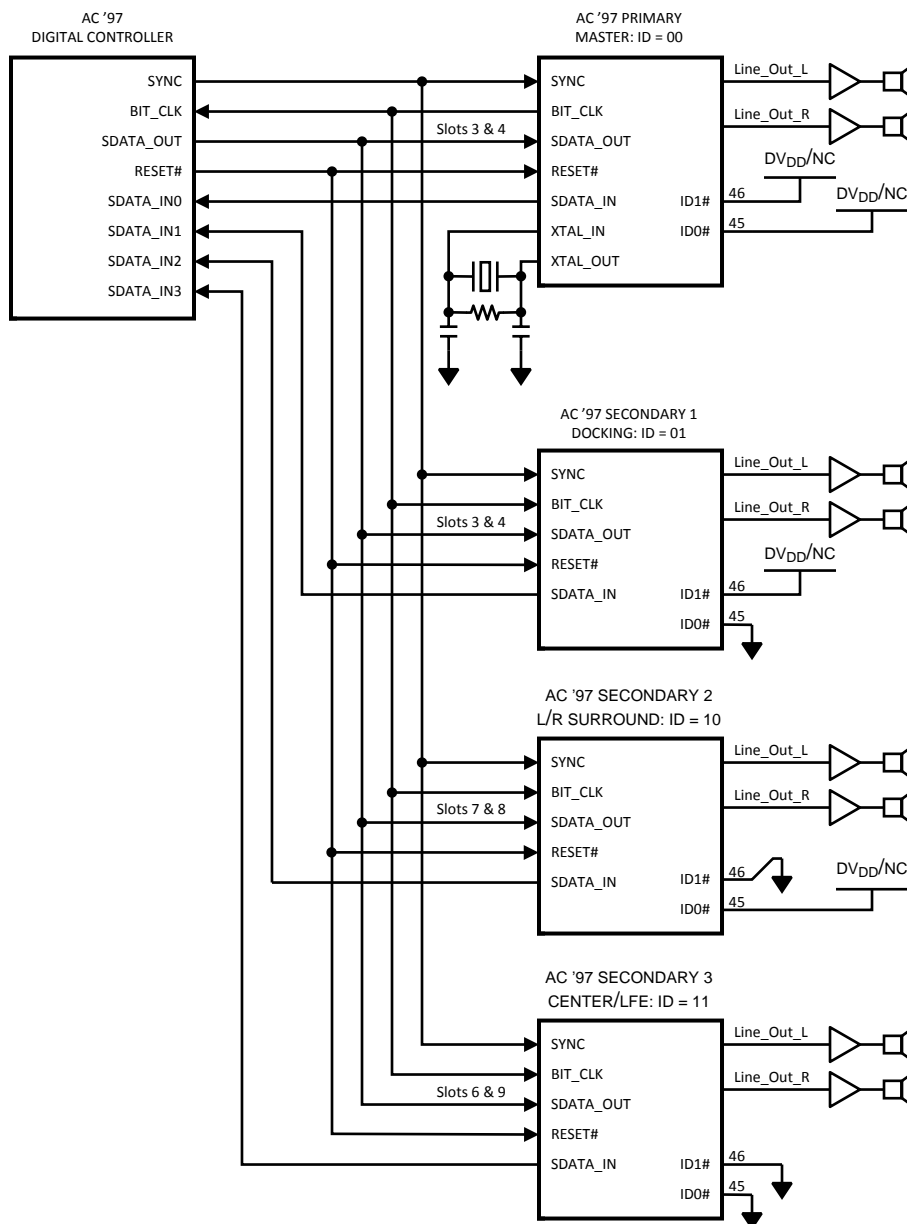 AC '97
DIGITAL CONTROLLER
SYNC
BIT_CLK
SDATA_OUT
RESET#
SDATA_IN0
SDATA_IN1
SDATA_IN2
SDATA_IN3
AC '97 PRIMARY
MASTER: ID = 00
SYNC
BIT_CLK
Slots 3 & 4
SDATA_OUT
RESET#
SDATA_IN
XTAL_IN
XTAL_OUT
ID1#
ID0#
Line_Out_L
Line_Out_R
DVDD/NC
46
DVDD/NC
45
AC '97 SECONDARY 1
DOCKING: ID = 01
SYNC
BIT_CLK
Slots 3 & 4
SDATA_OUT
RESET#
SDATA_IN
ID1#
ID0#
Line_Out_L
Line_Out_R
DVDD/NC
46
45
AC '97 SECONDARY 2
L/R SURROUND: ID = 10
SYNC
BIT_CLK
Slots 7 & 8
SDATA_OUT
RESET#
SDATA_IN
ID1#
ID0#
Line_Out_L
Line_Out_R
46
DVDD/NC
45
AC '97 SECONDARY 3
CENTER/LFE: ID = 11
SYNC
BIT_CLK
Slots 6 & 9
SDATA_OUT
RESET#
SDATA_IN
ID1#
ID0#
Line_Out_L
Line_Out_R
46
45